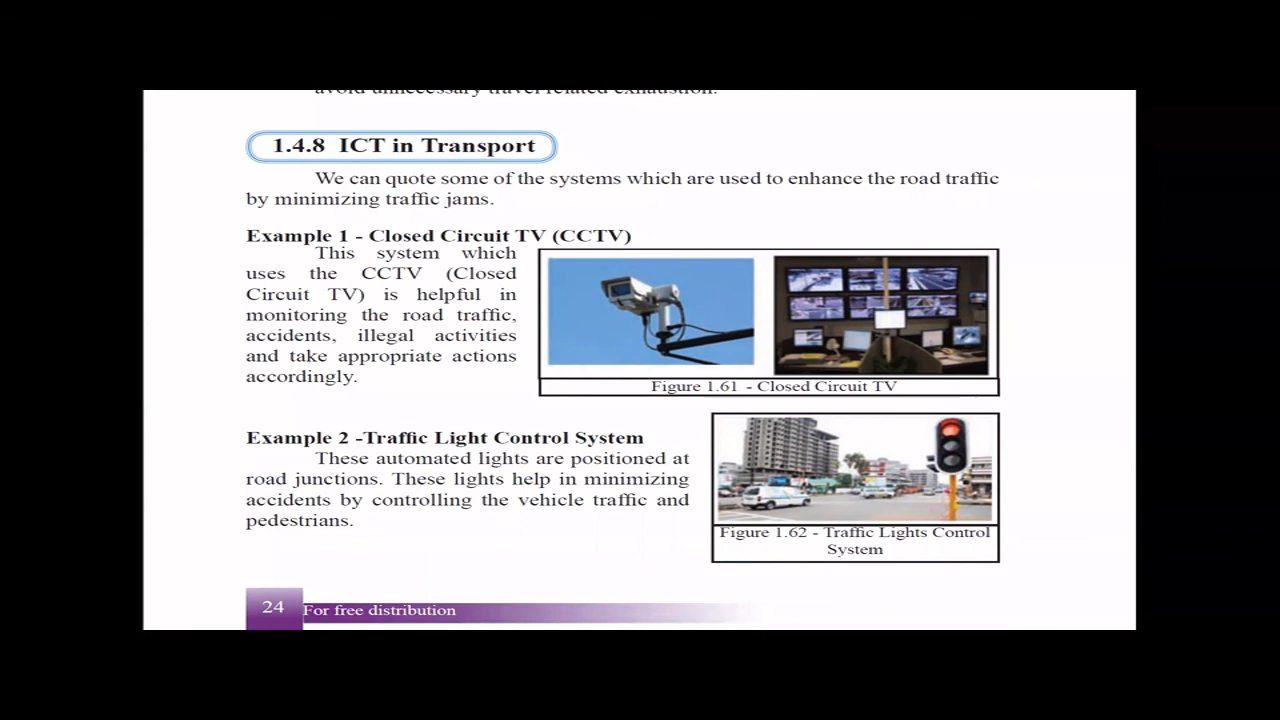 avoid unnecessary travel related exhaustion.
1.4.8 ICT in Transport
We can quote some of the systems which are used to enhance the road traffic
by minimizing traffic jams.
Example 1 - Closed Circuit TV (CCTV)
This system which
uses the CCTV (Closed
Circuit TV) is helpful in
monitoring the road traffic,
accidents, illegal activities
and take appropriate actions
accordingly.
Figure 1.61 - Closed Circuit TV
Example 2 -Traffic Light Control System
These automated lights are positioned at
road junctions. These lights help in minimizing
accidents by controlling the vehicle traffic and
pedestrians.
Figure 1.62 - Traffic Lights Control
System
24
For free distribution